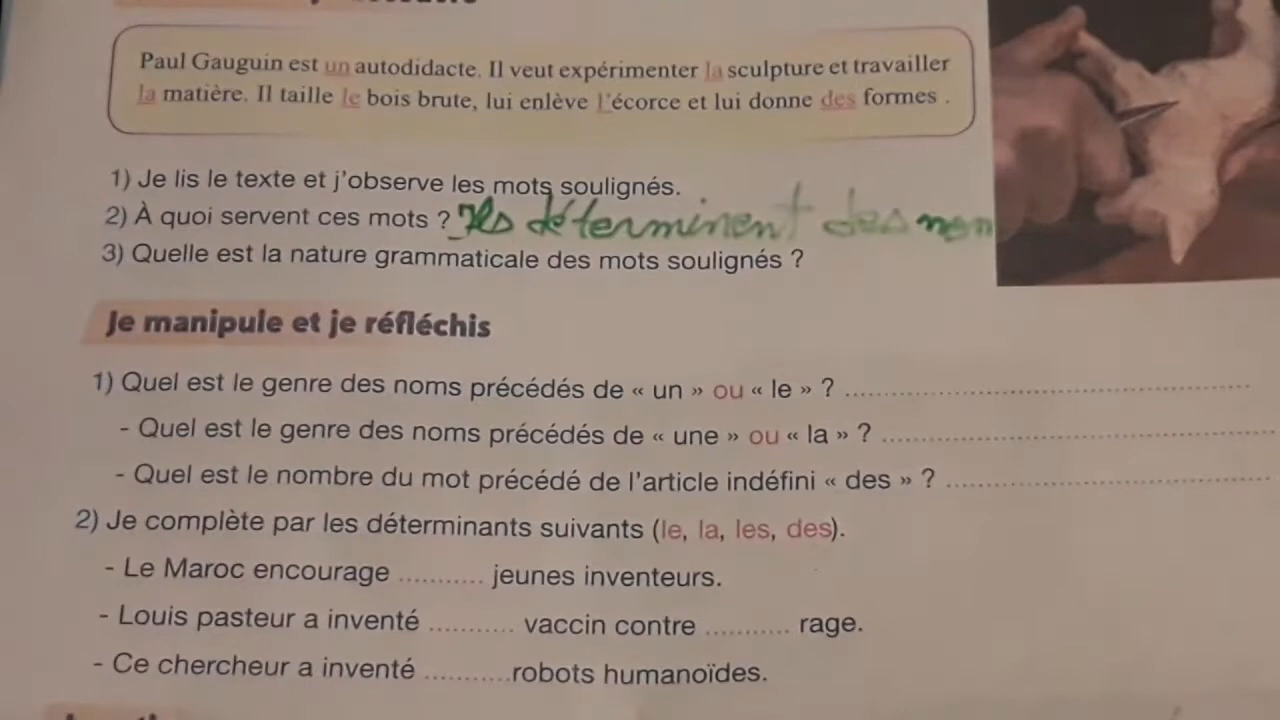 Paul Gauguin est un autodidacte. Il veut expérimenter la sculpture et travailler
la matière. Il taille le bois brute, lui enlève l'écorce et lui donne des formes .
1) Je lis le texte et j'observe les mots soulignés.
2) À quoi servent ces mots ? Ils déterminent des nom
3) Quelle est la nature grammaticale des mots soulignés ?
Je manipule et je réfléchis
1) Quel est le genre des noms précédés de « un » ou « le » ? ....................
- Quel est le genre des noms précédés de « une » ou « la » ? ....................
- Quel est le nombre du mot précédé de l'article indéfini « des » ? ....................
2) Je complète par les déterminants suivants (le, la, les, des).
- Le Maroc encourage ........... jeunes inventeurs.
- Louis pasteur a inventé ........... vaccin contre ........... rage.
- Ce chercheur a inventé ...........robots humanoïdes.